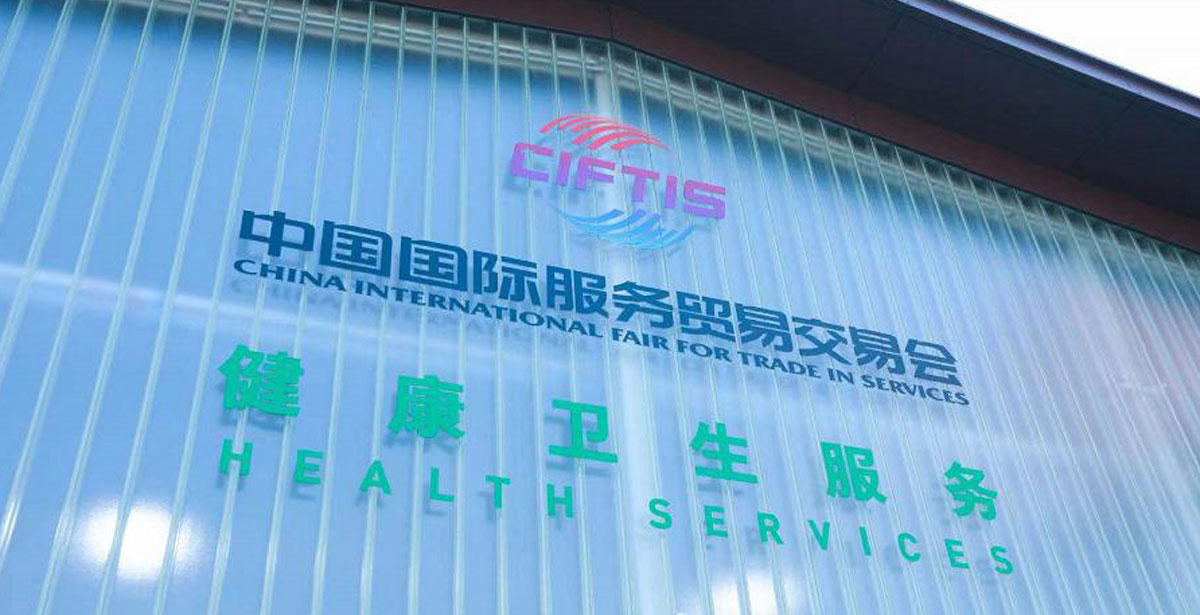 CIFTIS
中国国际服务贸易交易会
CHINA INTERNATIONAL FAIR FOR TRADE IN SERVICES
健康卫生服务
HEALTH SERVICES